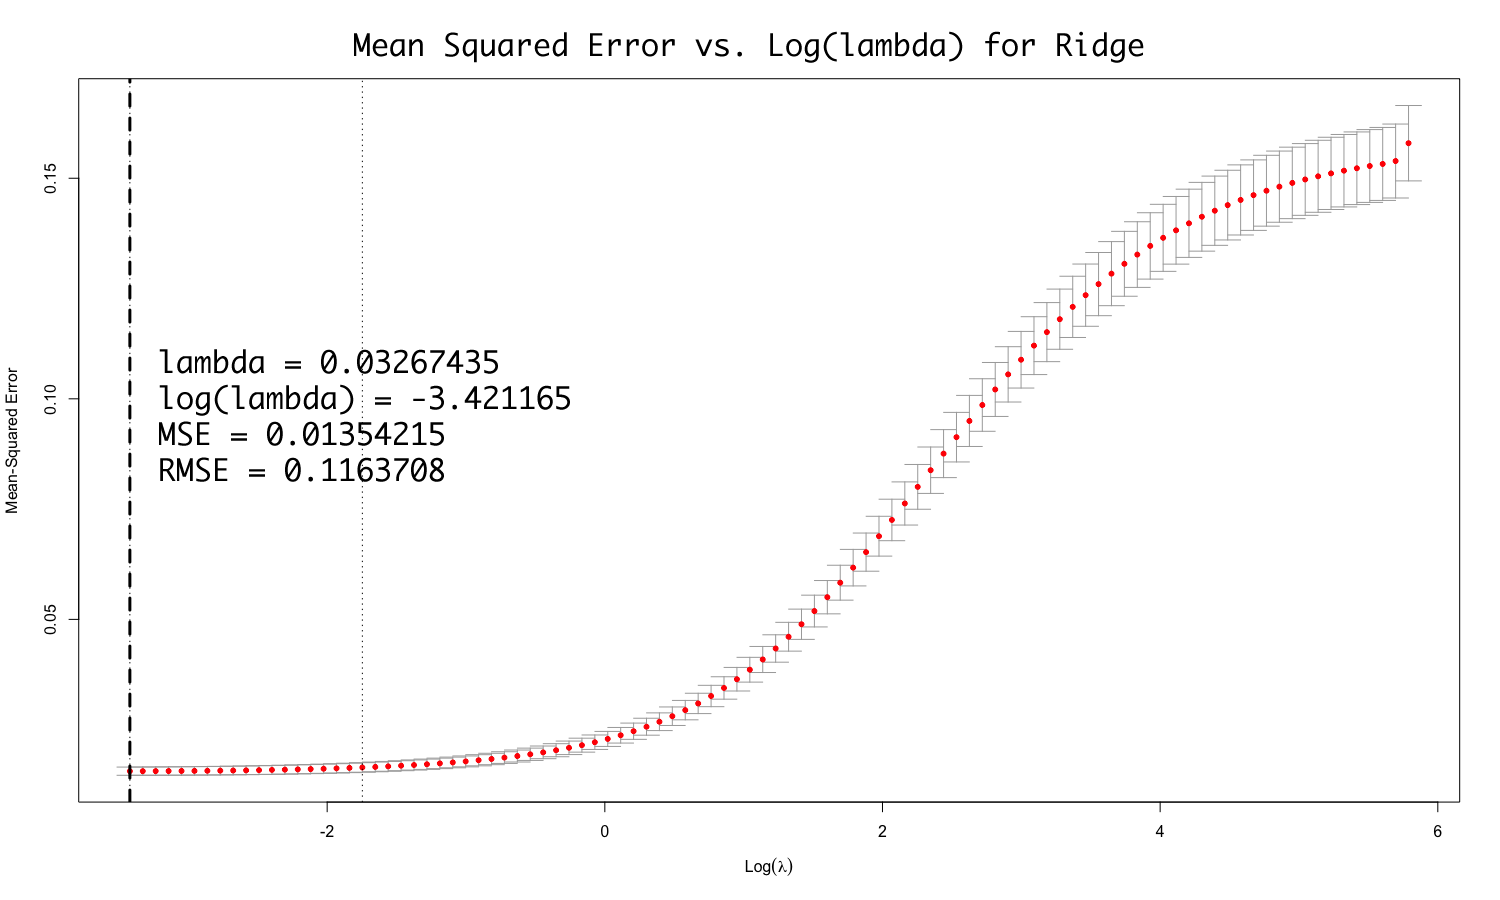 Mean Squared Error vs. Log(lambda) for Ridge
Mean-Squared Error
0.15
0.10
0.05
lambda = 0.03267435
log(lambda) = -3.421165
MSE = 0.01354215
RMSE = 0.1163708
-2 0 2 4 6
Log(λ)